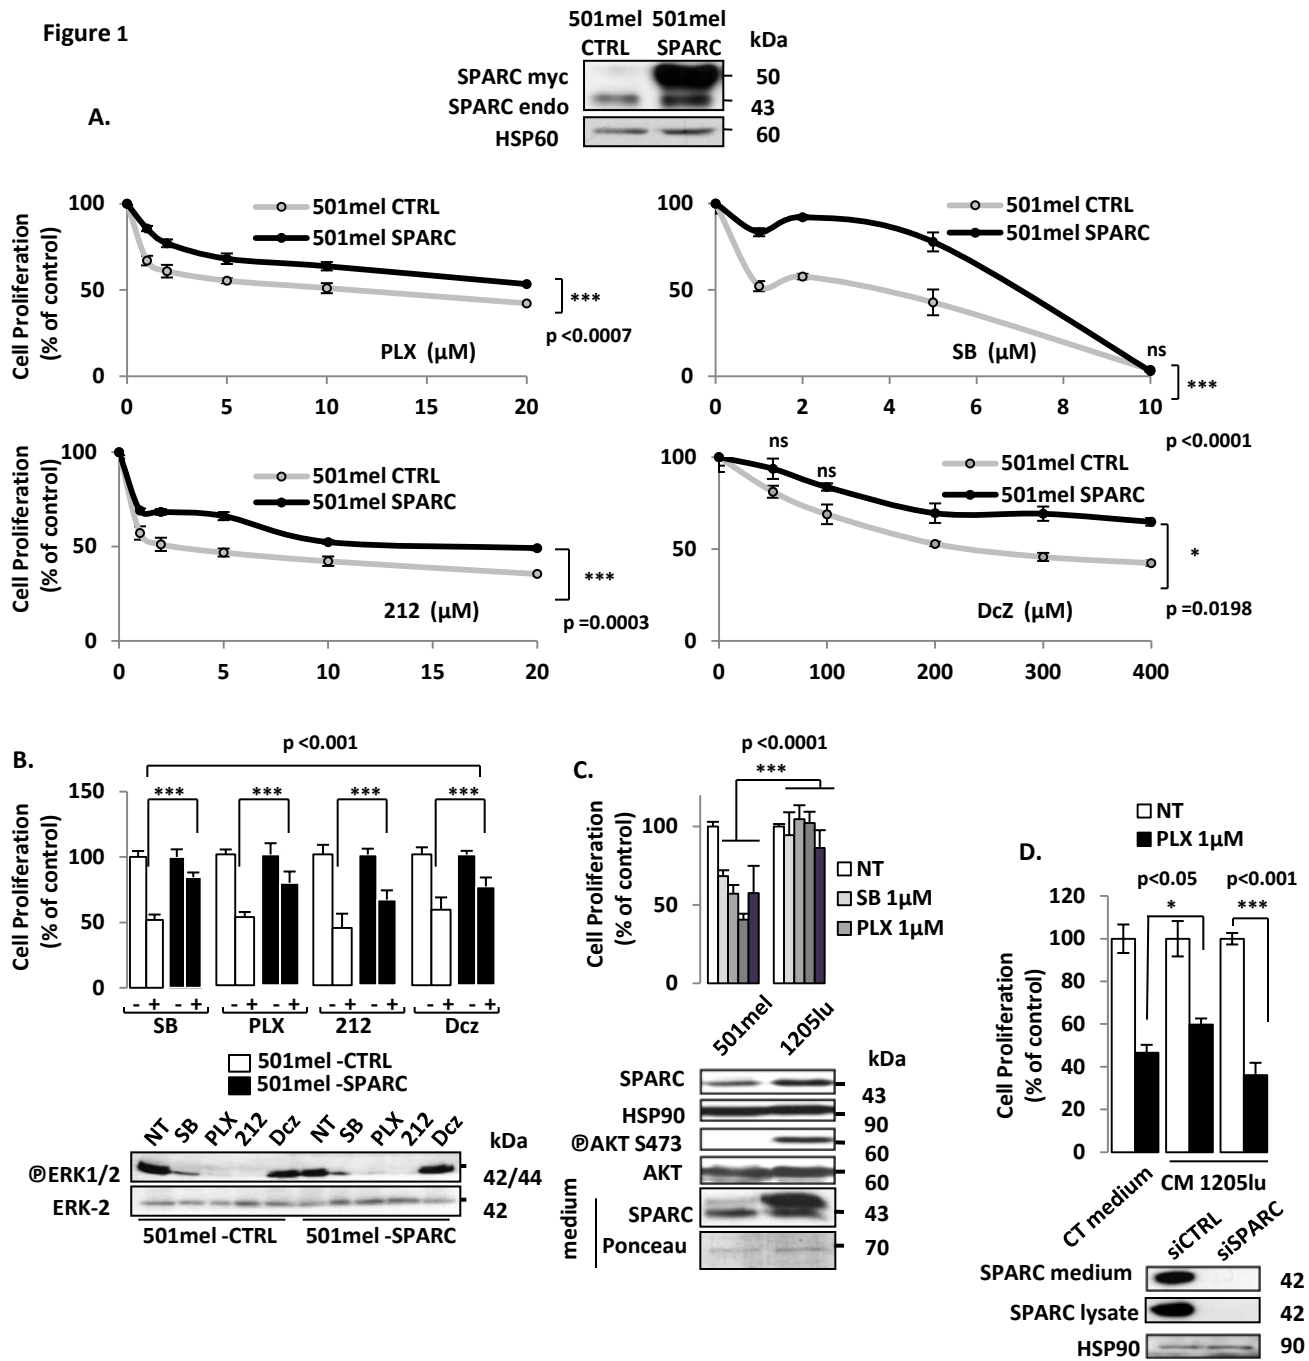 Figure 1
501mel 501mel
CTRL SPARC kDa
SPARC myc 50
SPARC endo 43
HSP60 60
A.
Cell Proliferation
(% of control)
100
50
0
501mel CTRL
501mel SPARC
***
p <0.0007
PLX (µM)
0 5 10 15 20
Cell Proliferation
(% of control)
100
50
0
501mel CTRL
501mel SPARC
ns
***
p <0.0001
SB (µM)
0 2 4 6 8 10
Cell Proliferation
(% of control)
100
50
0
501mel CTRL
501mel SPARC
***
p =0.0003
212 (µM)
0 5 10 15 20
100
50
0
ns
ns
501mel CTRL
501mel SPARC
*
p =0.0198
DcZ (µM)
0 100 200 300 400
B.
p <0.001
*** *** *** ***
Cell Proliferation
(% of control)
150
100
50
0
- + - + - + - + - + - + - + - +
SB PLX 212 Dcz
501mel -CTRL
501mel -SPARC
NT SB PLX 212 Dcz NT SB PLX 212 Dcz
kDa
℗ERK1/2 42/44
ERK-2 42
501mel -CTRL 501mel -SPARC
C.
p <0.0001
***
Cell Proliferation
(% of control)
100
50
0
NT
SB 1µM
PLX 1µM
501mel 1205lu
kDa
SPARC 43
HSP90 90
℗AKT S473 60
AKT 60
medium
SPARC 43
Ponceau 70
D.
NT
PLX 1µM
p<0.05 p<0.001
* ***
Cell Proliferation
(% of control)
120
100
80
60
40
20
0
CT medium
CM 1205lu
siCTRL siSPARC
SPARC medium 42
SPARC lysate 42
HSP90 90